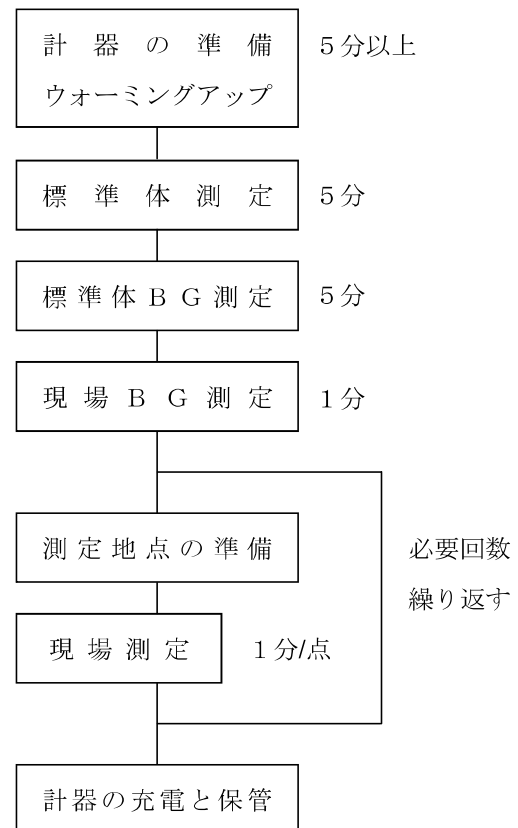 計器の準備 5分以上
ウォーミングアップ
標準体測定 5分
標準体BG測定 5分
現場BG測定 1分
測定地点の準備 必要回数
繰り返す
現場測定 1分/点
計器の充電と保管